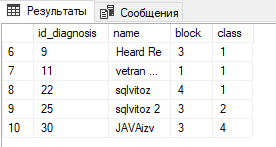 Результаты Сообщения
id_diagnosis name block class
6 9 Heard Re 3 1
7 11 vetran ... 1 1
8 22 sqlvitoz 4 1
9 25 sqlvitoz 2 3 2
10 30 JAVAizv 3 4